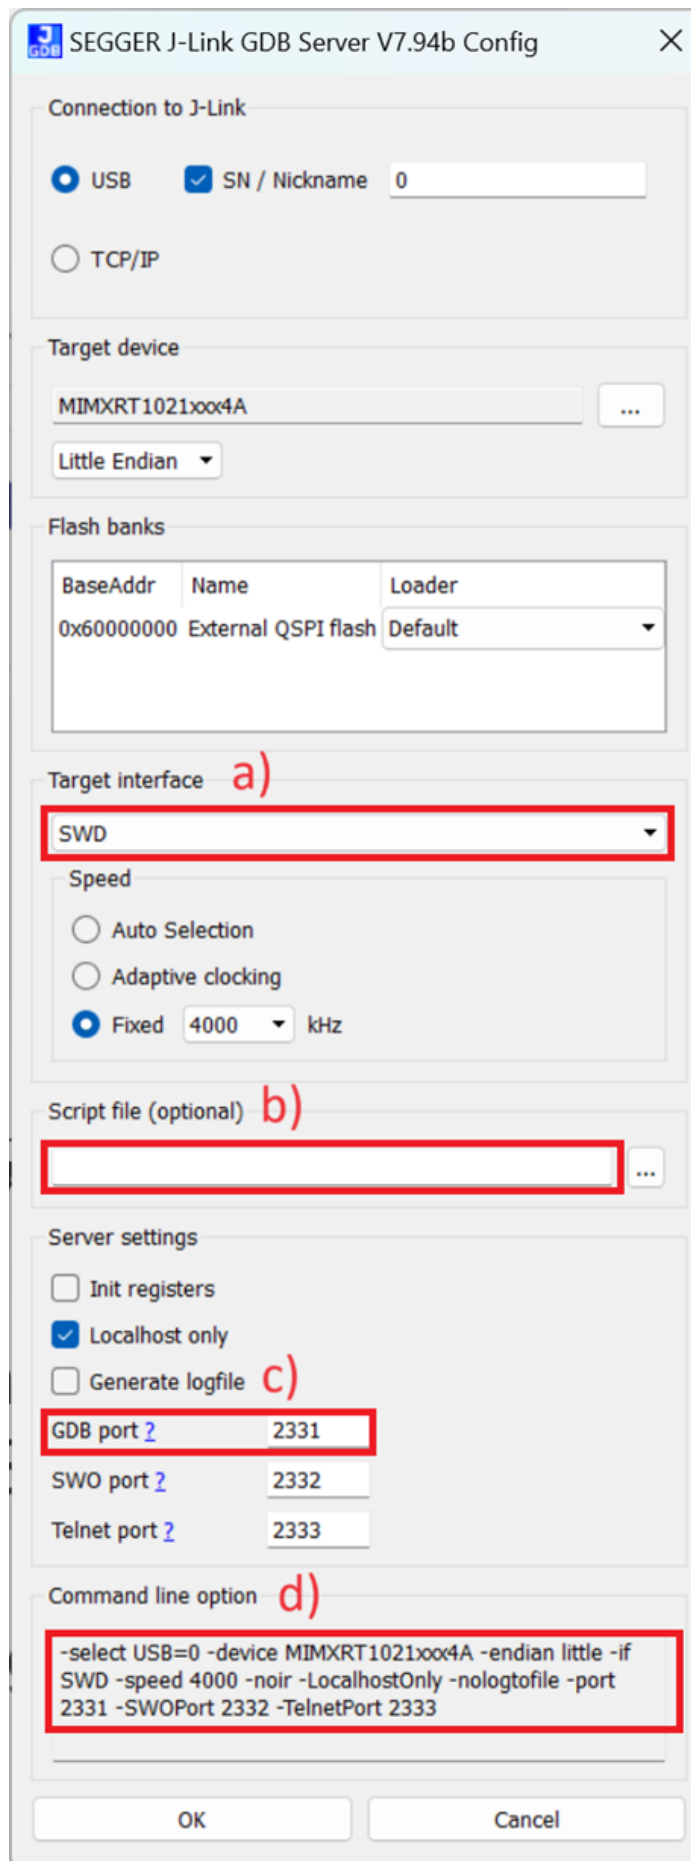 J
GDB
SEGGER J-Link GDB Server V7.94b Config
Connection to J-Link
USB SN / Nickname 0
TCP/IP
Target device
MIMXRT1021xxx4A ...
Little Endian
Flash banks
BaseAddr Name Loader
0x60000000 External QSPI flash Default
Target interface a)
SWD
Speed
Auto Selection
Adaptive clocking
Fixed 4000 kHz
Script file (optional) b)
...
Server settings
Init registers
Localhost only
Generate logfile c)
GDB port ? 2331
SWO port ? 2332
Telnet port ? 2333
Command line option d)
-select USB=0 -device MIMXRT1021xxx4A -endian little -if
SWD -speed 4000 -noir -LocalhostOnly -nologtofile -port
2331 -SWOPort 2332 -TelnetPort 2333
OK Cancel